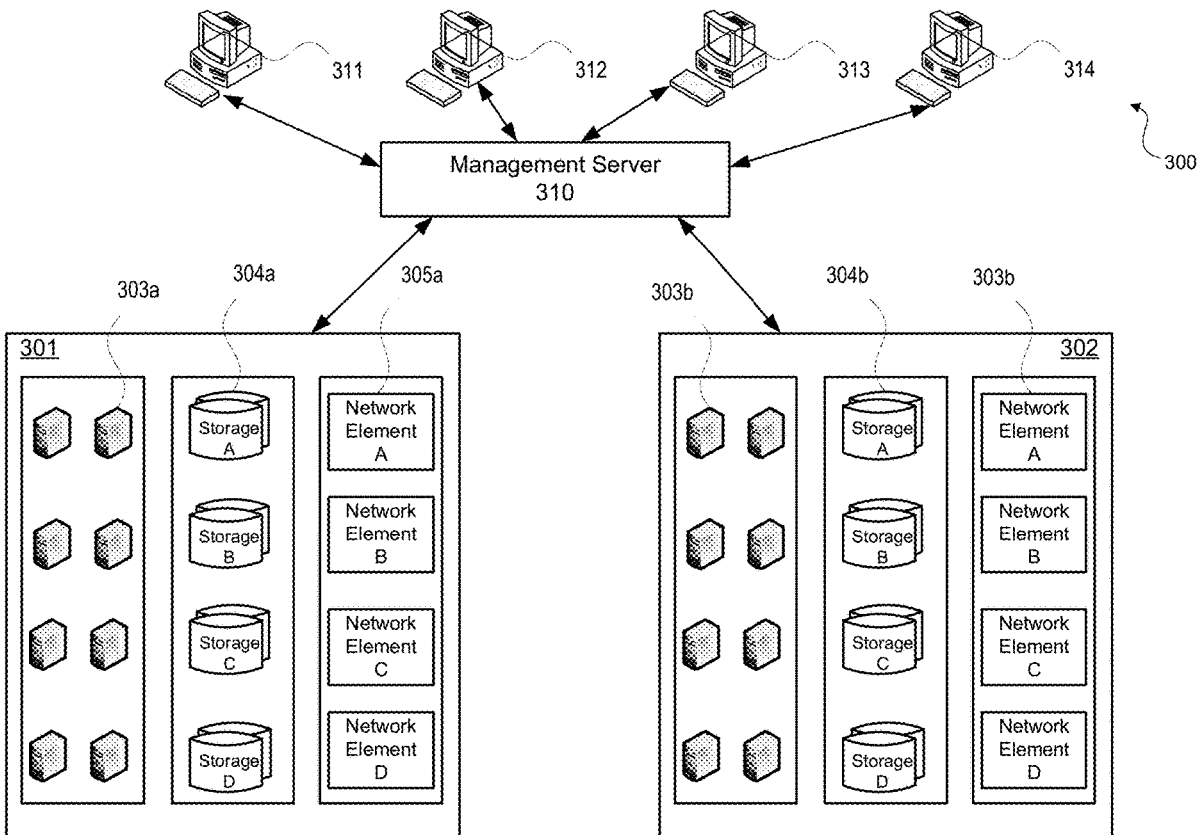 311
312
313
314
300
Management Server
310
303a
304a
305a
303b
304b
303b
301
302
Storage
A
Network
Element
A
Storage
A
Network
Element
A
Storage
B
Network
Element
B
Storage
B
Network
Element
B
Storage
C
Network
Element
C
Storage
C
Network
Element
C
Storage
D
Network
Element
D
Storage
D
Network
Element
D